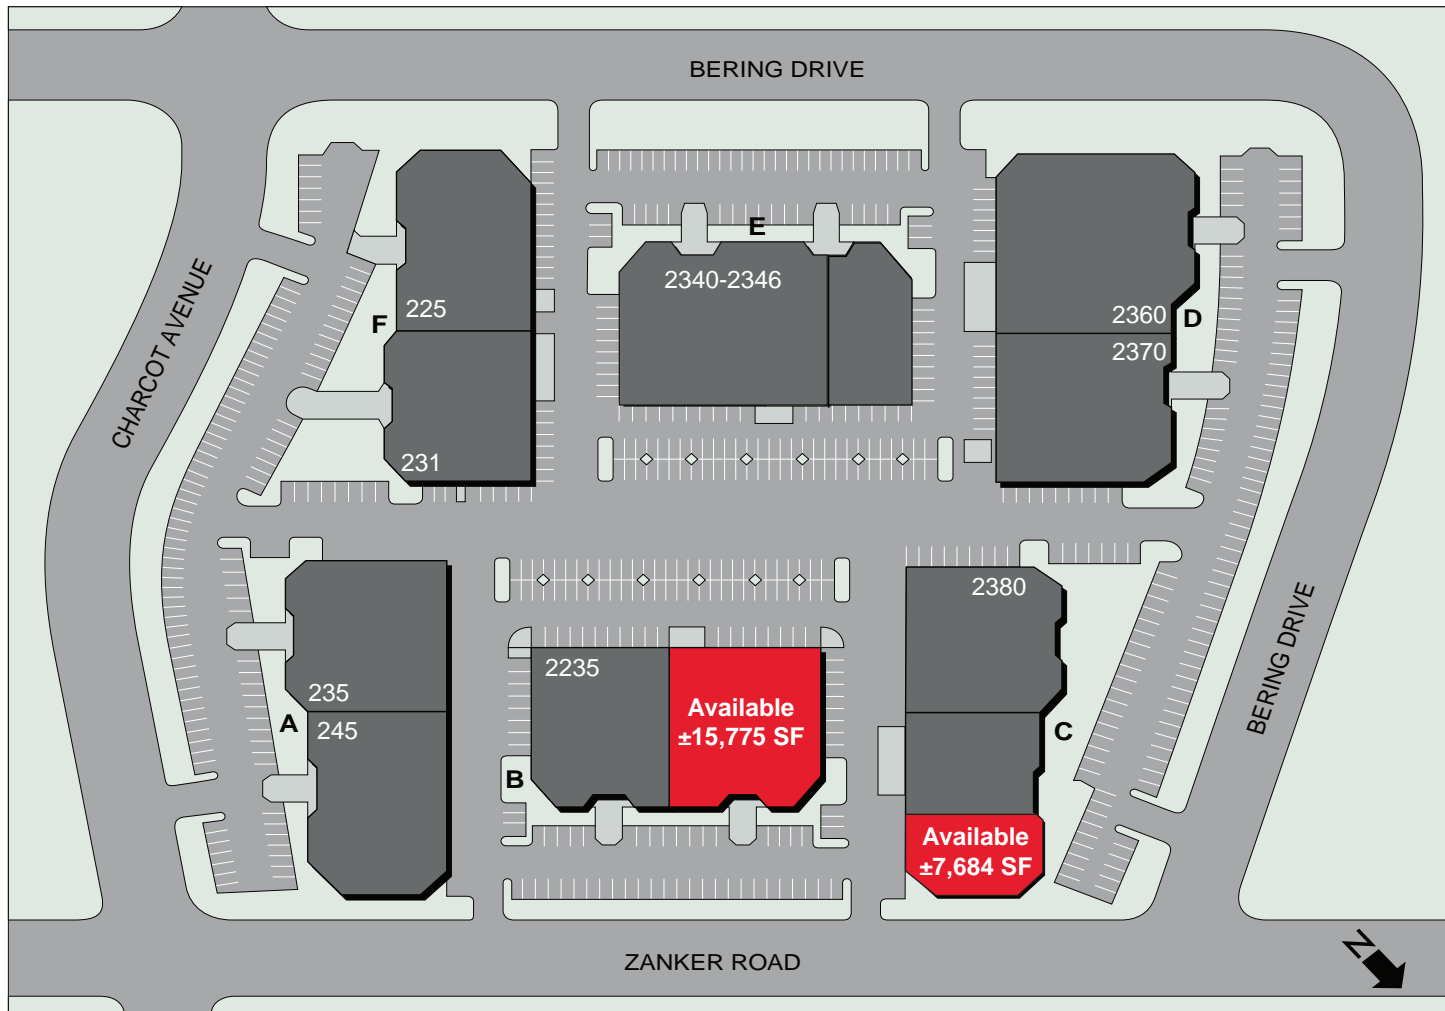 BERING DRIVE
E
2340-2346
225
F
2360
D
2370
CHARCOT AVENUE
231
2380
BERING DRIVE
2235
235
A
245
Available
±15,775 SF
C
B
Available
±7,684 SF
ZANKER ROAD
N